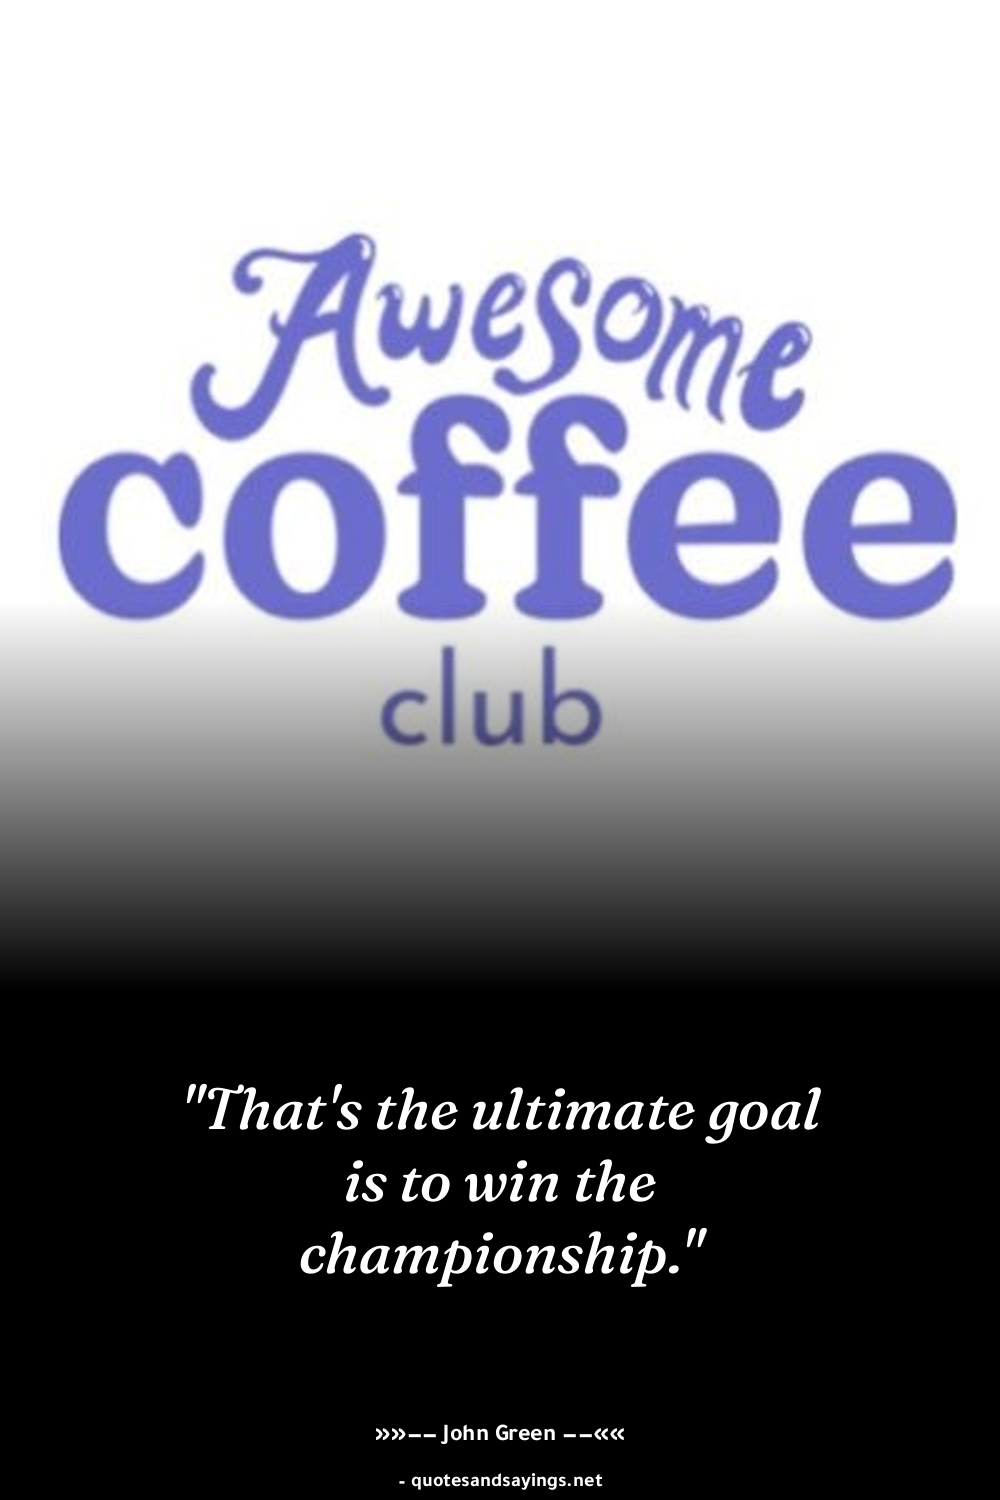 Awesome
coffee
club
"That's the ultimate goal
is to win the
championship."
»»–– John Green ––««
- quotesandsayings.net